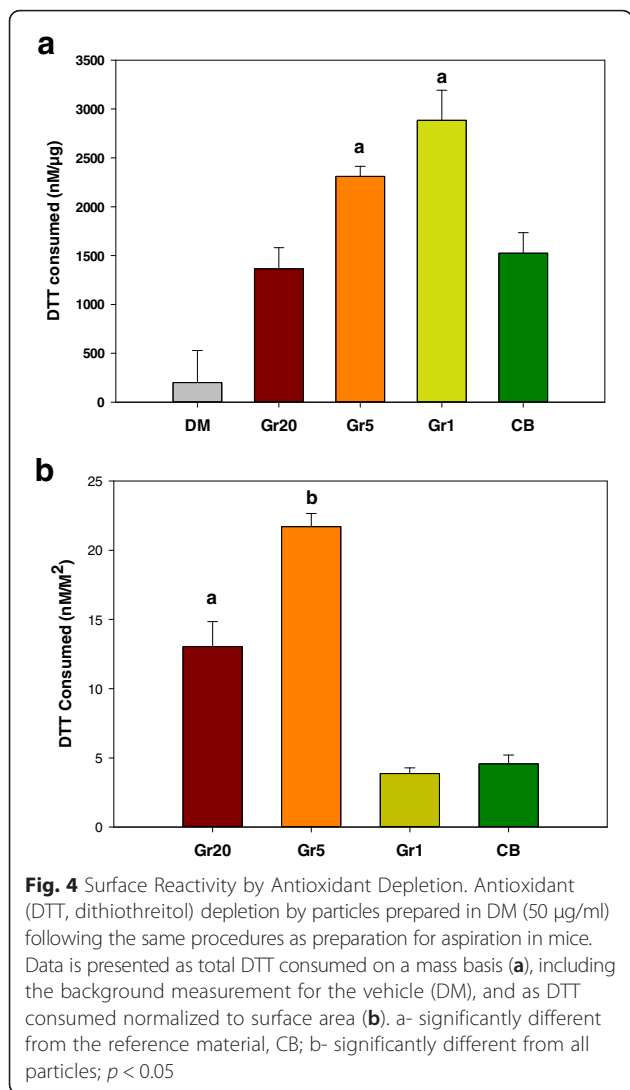 a
3500
3000
2500
2000
1500
1000
500
0
DTT consumed (nM/µg)
a
a
DM Gr20 Gr5 Gr1 CB
b
25
20
15
10
5
0
DTT Consumed (nM/M²)
a
b
Gr20 Gr5 Gr1 CB
Fig. 4 Surface Reactivity by Antioxidant Depletion. Antioxidant
(DTT, dithiothreitol) depletion by particles prepared in DM (50 µg/ml)
following the same procedures as preparation for aspiration in mice.
Data is presented as total DTT consumed on a mass basis (a), including
the background measurement for the vehicle (DM), and as DTT
consumed normalized to surface area (b). a- significantly different
from the reference material, CB; b- significantly different from all
particles; p < 0.05